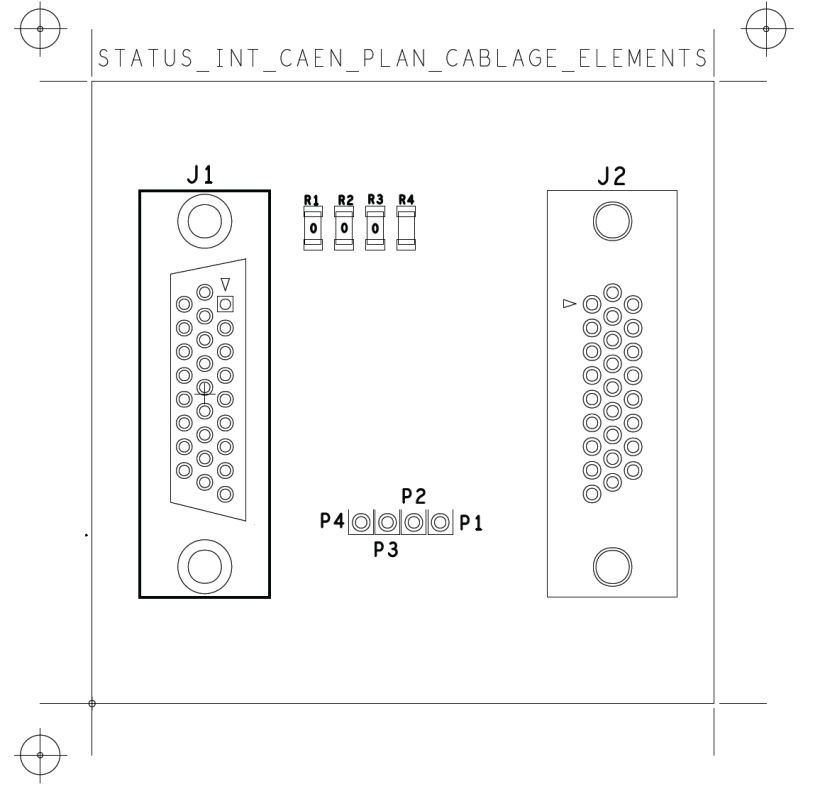 STATUS_INT_CAEN_PLAN_CABLAGE_ELEMENTS
J1
J2
R1 R2 R3 R4
0 0 0
P2
P4 P1
P3